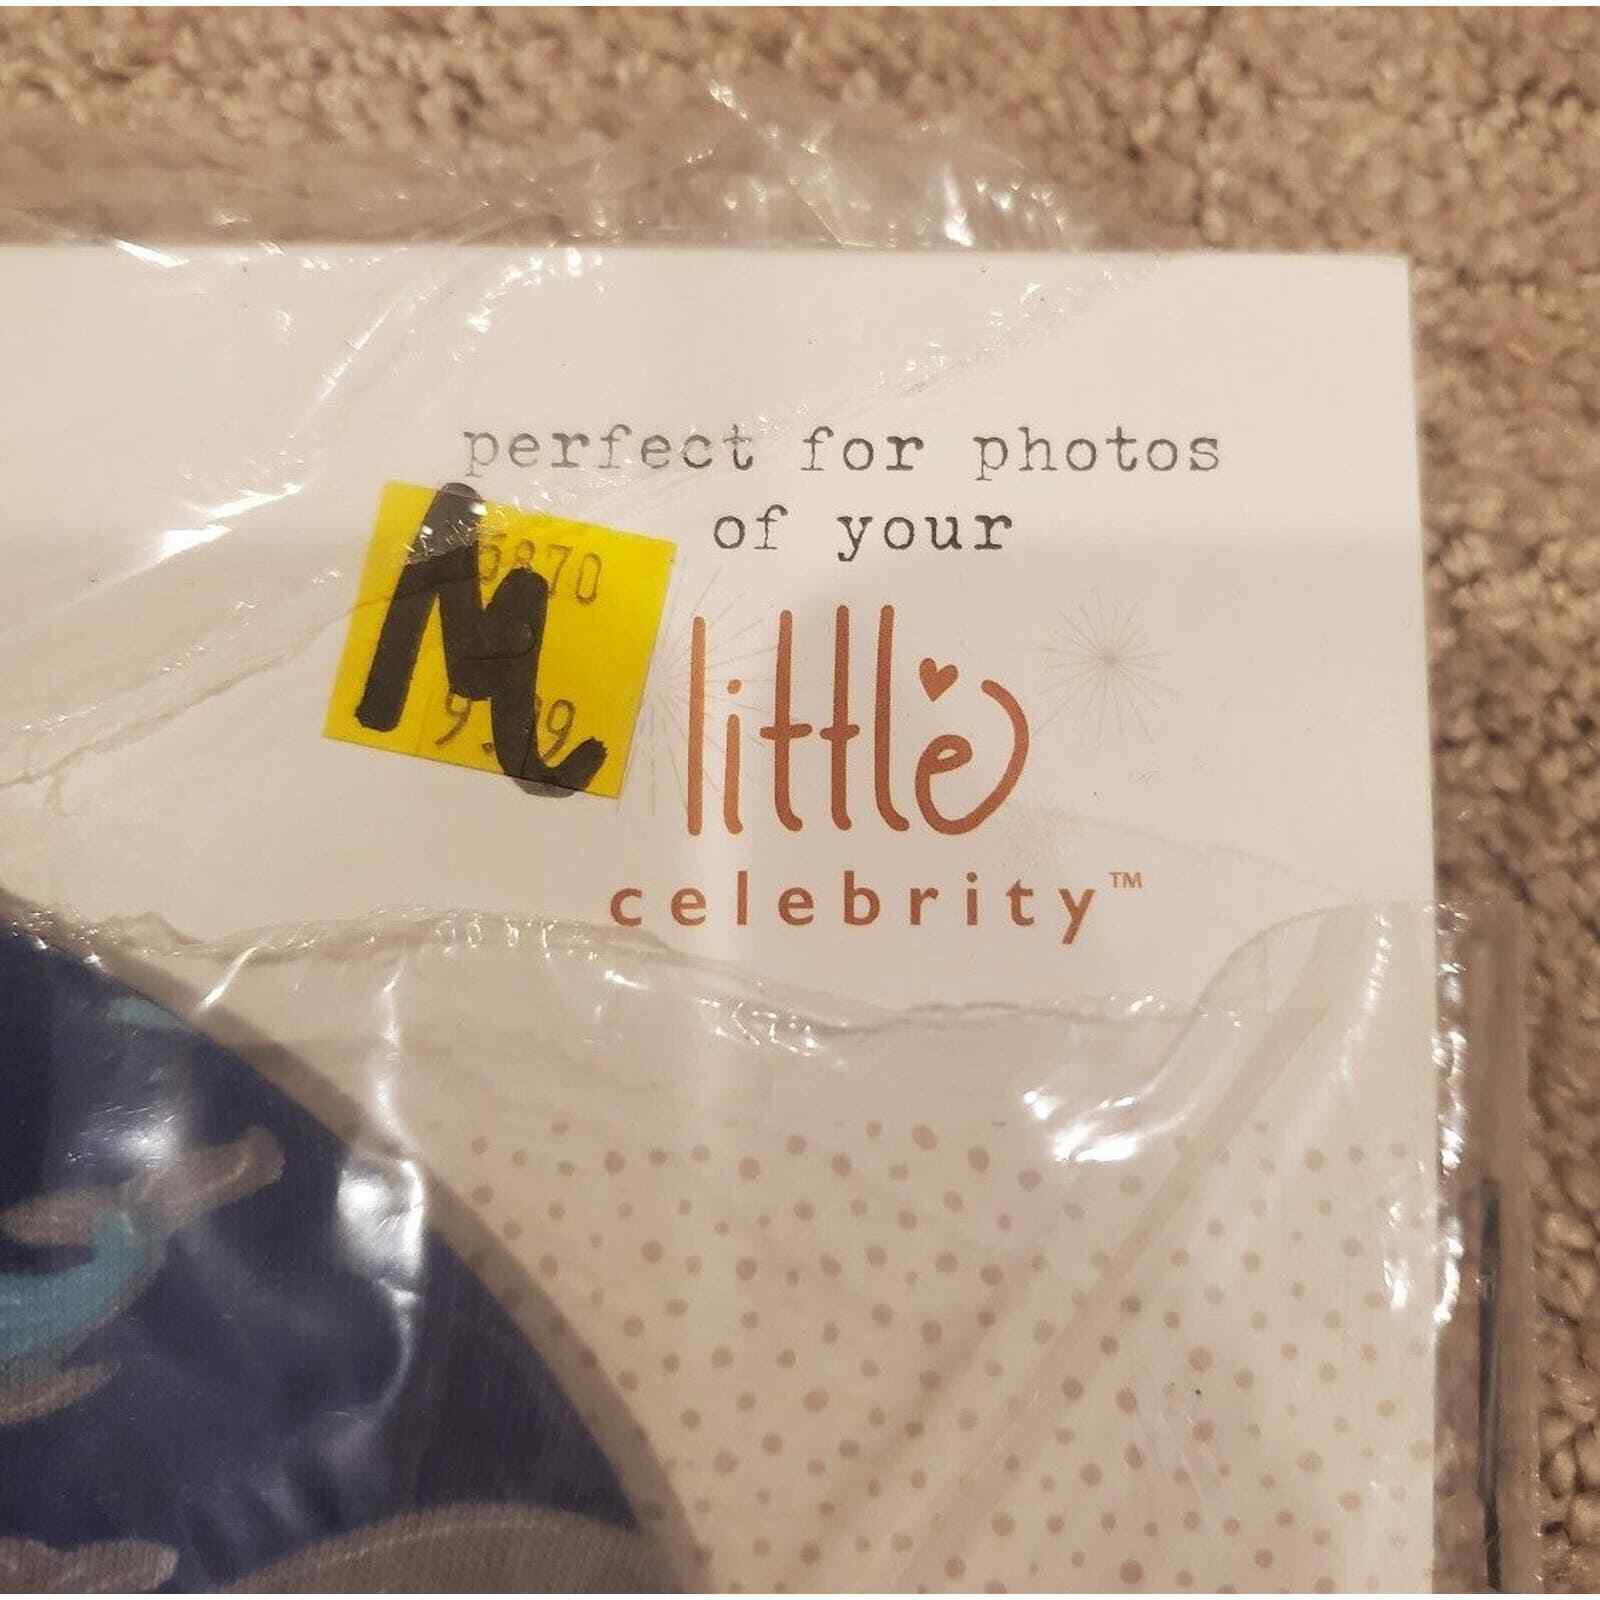 perfect for photos
of your
little
celebrity™
M